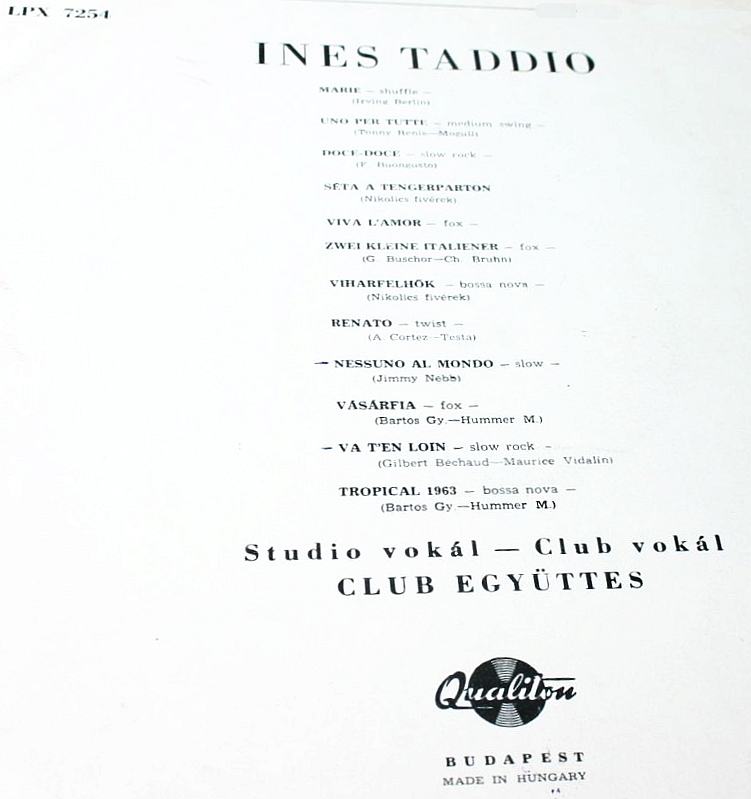 LPX 7254
INES TADDIO
MARIE — shuffle —
(Irving Berlin)
UNO PER TUTTE — medium swing —
(Tonny Renis—Mogull)
DOCE-DOCE — slow rock —
(F. Buongusto)
SÉTA A TENGERPARTON
(Nikolics fivérek)
VIVA L'AMOR — fox —
ZWEI KLEINE ITALIENER — fox —
(G. Buschor—Ch. Bruhn)
VIHARFELHŐK — bossa nova —
(Nikolics fivérek)
RENATO — twist —
(A. Cortez—Testa)
— NESSUNO AL MONDO — slow —
(Jimmy Nebb)
VÁSÁRFIA — fox —
(Bartos Gy.—Hummer M.)
— VA T'EN LOIN — slow rock —
(Gilbert Béchaud—Maurice Vidalin)
TROPICAL 1963 — bossa nova —
(Bartos Gy.—Hummer M.)
Studio vokál — Club vokál
CLUB EGYÜTTES
Qualiton
BUDAPEST
MADE IN HUNGARY